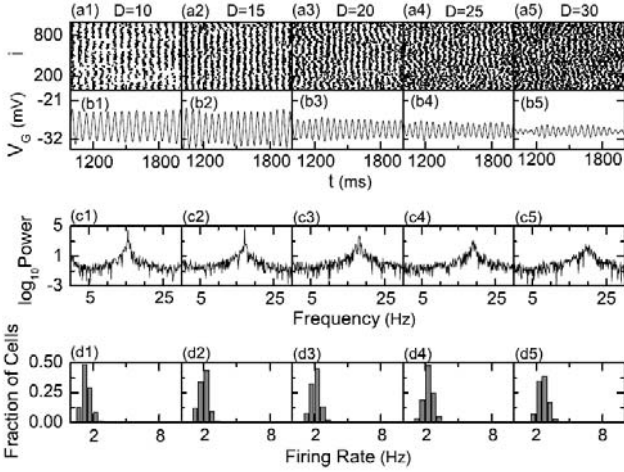 (a1) D=10 (a2) D=15 (a3) D=20 (a4) D=25 (a5) D=30
800
i
200
-21
(b1) (b2) (b3) (b4) (b5)
V_G (mV)
-32
1200 1800 1200 1800 1200 1800 1200 1800 1200 1800
t (ms)
(c1) (c2) (c3) (c4) (c5)
5
log10Power
1
-3
5 25 5 25 5 25 5 25 5 25
Frequency (Hz)
(d1) (d2) (d3) (d4) (d5)
0.50
Fraction of Cells
0.25
0.00
2 8 2 8 2 8 2 8 2 8
Firing Rate (Hz)